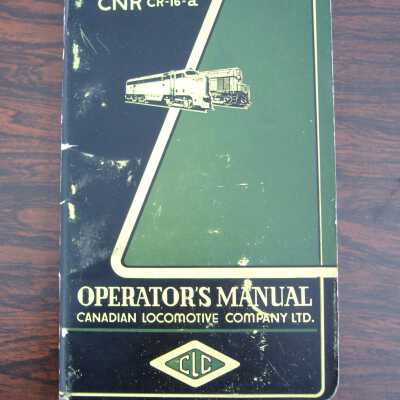 CNR CR-16-a
OPERATOR'S MANUAL
CANADIAN LOCOMOTIVE COMPANY LTD.
CLC